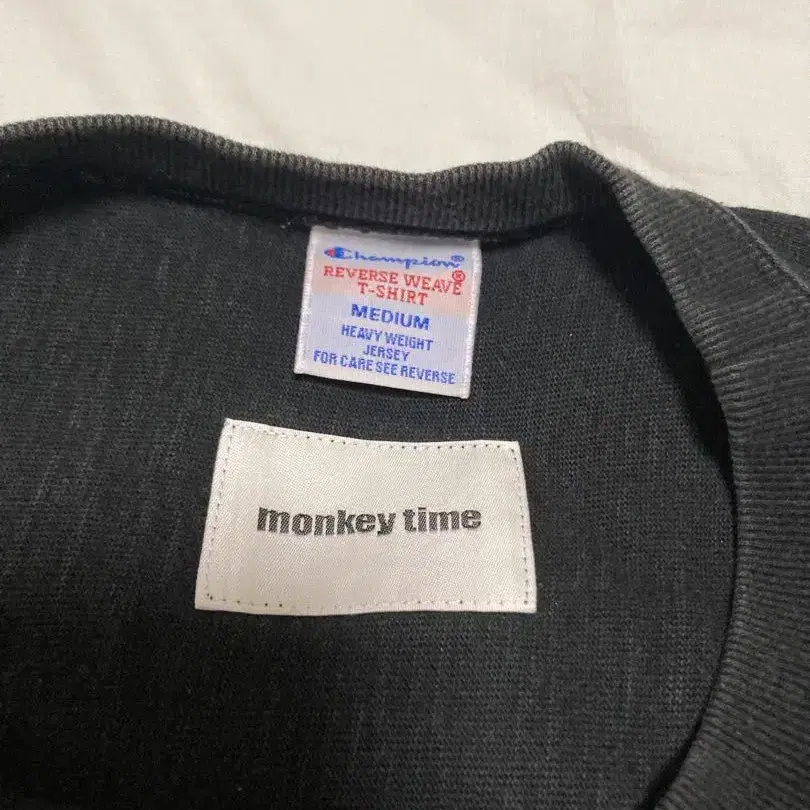 Champion®
REVERSE WEAVE®
T-SHIRT
MEDIUM
HEAVY WEIGHT
JERSEY
FOR CARE SEE REVERSE
monkey time